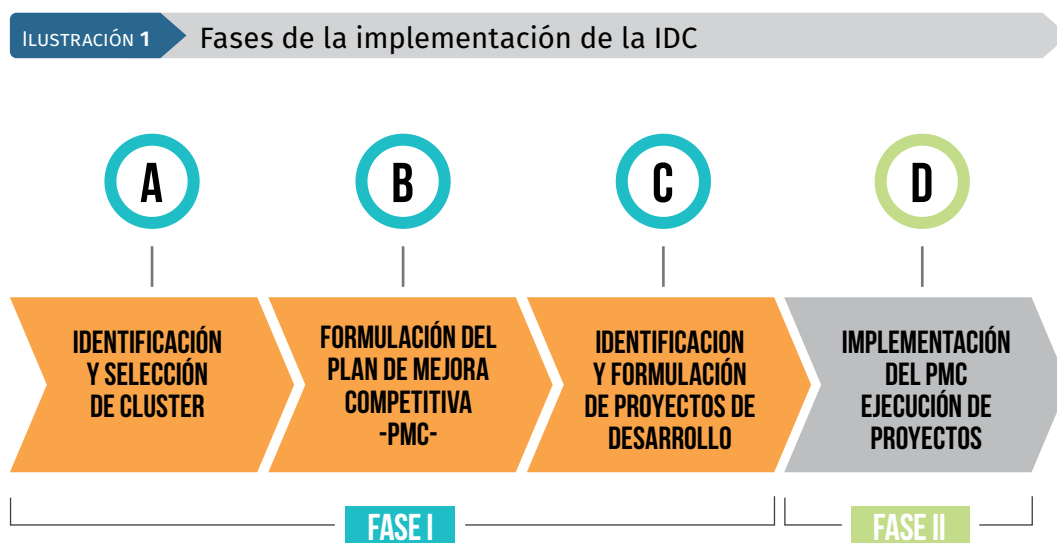 ILUSTRACIÓN 1 Fases de la implementación de la IDC
A
B
C
D
IDENTIFICACIÓN
Y SELECCIÓN
DE CLUSTER
FORMULACIÓN DEL
PLAN DE MEJORA
COMPETITIVA
-PMC-
IDENTIFICACION
Y FORMULACIÓN
DE PROYECTOS DE
DESARROLLO
IMPLEMENTACIÓN
DEL PMC
EJECUCIÓN DE
PROYECTOS
FASE I
FASE II